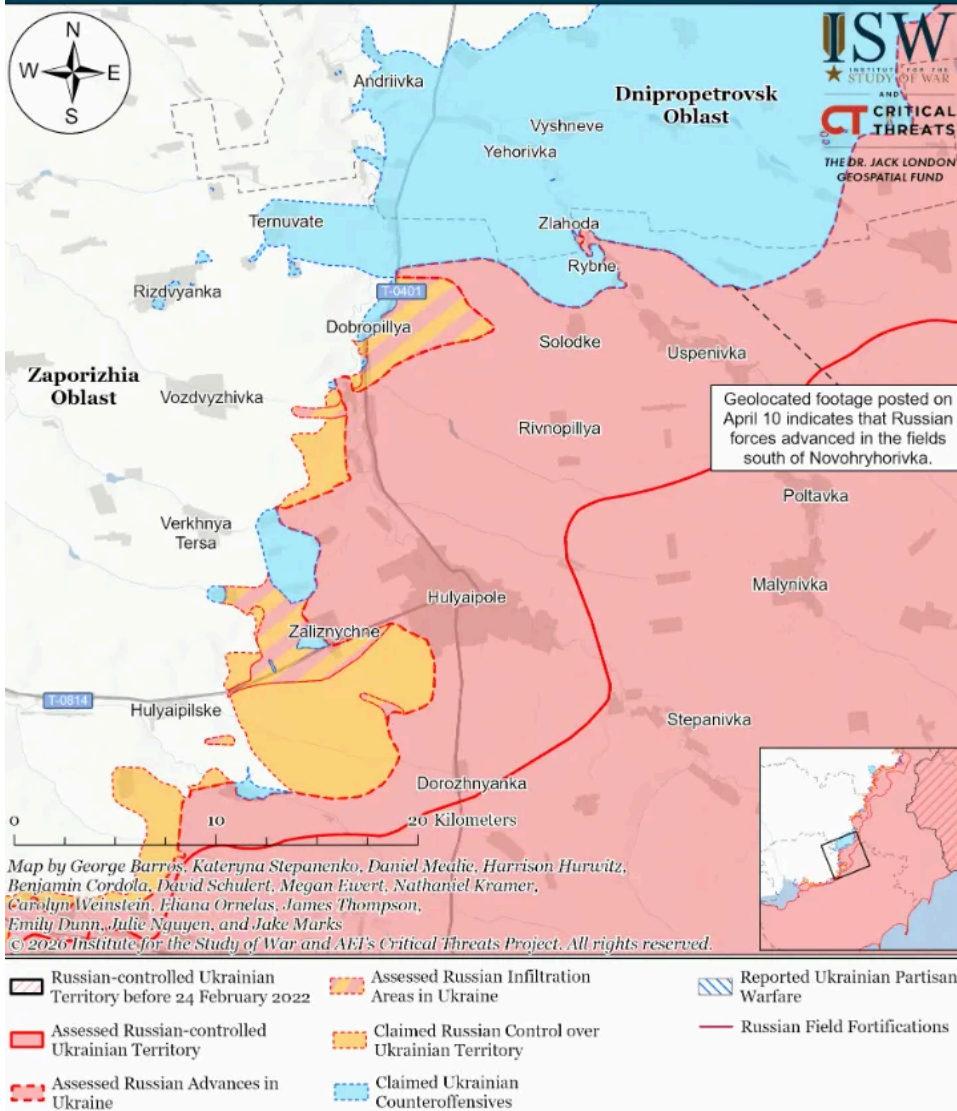 N
W E
S
ISW
INSTITUTE FOR THE
STUDY OF WAR
AND
CT CRITICAL
THREATS
THE DR. JACK LONDON
GEOSPATIAL FUND
Andriivka
Dnipropetrovsk
Oblast
Vyshneve
Yehorivka
Ternuvate
Zlahoda
Rybne
Rizdvyanka
T-0401
Dobropillya
Solodke
Uspenivka
Zaporizhia
Oblast
Vozdvyzhivka
Geolocated footage posted on
April 10 indicates that Russian
forces advanced in the fields
south of Novohryhorivka.
Rivnopillya
Poltavka
Verkhnya
Tersa
Malynivka
Hulyaipole
Zaliznychne
T-0814
Hulyaipilske
Stepanivka
Dorozhnyanka
0 10 20 Kilometers
Map by George Barros, Kateryna Stepanenko, Daniel Mealie, Harrison Hurwitz,
Benjamin Cordola, David Schulert, Megan Ewert, Nathaniel Kramer,
Carolyn Weinstein, Eliana Ornelas, James Thompson,
Emily Dunn, Julie Nguyen, and Jake Marks
© 2026 Institute for the Study of War and AEI's Critical Threats Project. All rights reserved.
Russian-controlled Ukrainian
Territory before 24 February 2022
Assessed Russian-controlled
Ukrainian Territory
Assessed Russian Advances in
Ukraine
Assessed Russian Infiltration
Areas in Ukraine
Claimed Russian Control over
Ukrainian Territory
Claimed Ukrainian
Counteroffensives
Reported Ukrainian Partisan
Warfare
Russian Field Fortifications